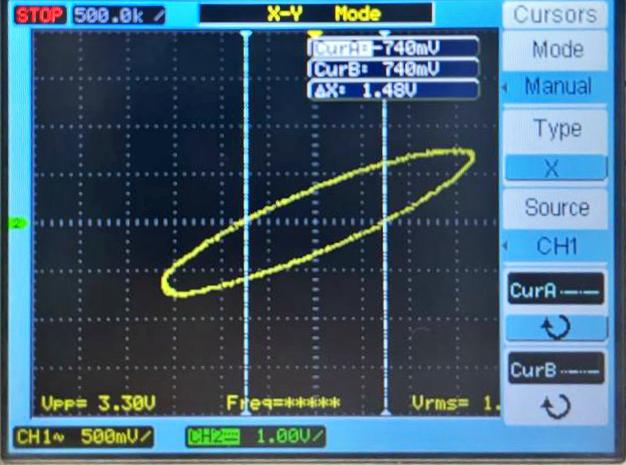 STOP 500.0k X-Y Mode Cursors
CurA: -740mV
CurB: 740mV
ΔX: 1.48V
Mode
Manual
Type
X
Source
CH1
CurA
CurB
2
Vpp= 3.30V Freq=***** Vrms= 1.
CH1~ 500mV CH2 1.00V